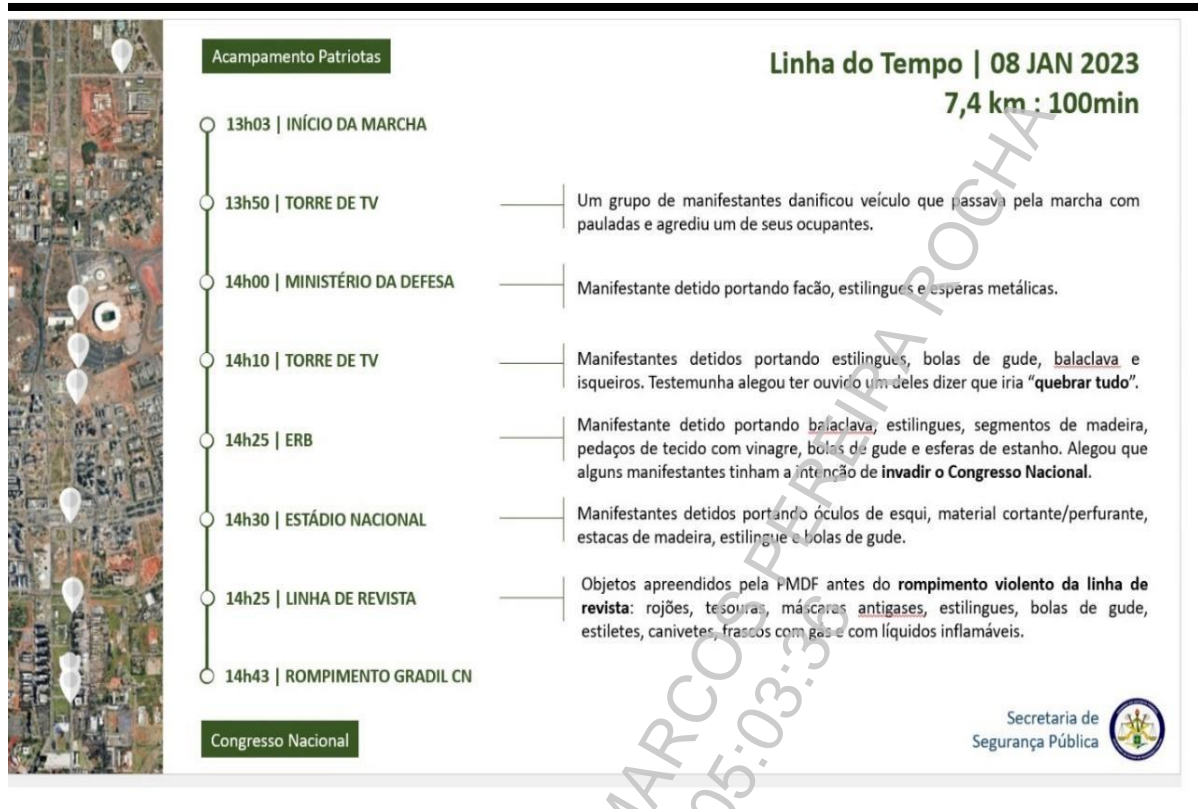 Acampamento Patriotas
Linha do Tempo | 08 JAN 2023
7,4 km : 100min
13h03 | INÍCIO DA MARCHA
13h50 | TORRE DE TV
Um grupo de manifestantes danificou veículo que passava pela marcha com
pauladas e agrediu um de seus ocupantes.
14h00 | MINISTÉRIO DA DEFESA
Manifestante detido portando facão, estilingues e esperas metálicas.
14h10 | TORRE DE TV
Manifestantes detidos portando estilingues, bolas de gude, balaclava e
isqueiros. Testemunha alegou ter ouvido um deles dizer que iria “quebrar tudo”.
14h25 | ERB
Manifestante detido portando balaclava, estilingues, segmentos de madeira,
pedaços de tecido com vinagre, bolas de gude e esferas de estanho. Alegou que
alguns manifestantes tinham a intenção de invadir o Congresso Nacional.
14h30 | ESTÁDIO NACIONAL
Manifestantes detidos portando óculos de esqui, material cortante/perfurante,
estacas de madeira, estilingue e bolas de gude.
14h25 | LINHA DE REVISTA
Objetos apreendidos pela PMDF antes do rompimento violento da linha de
revista: rojões, tesouras, máscaras antigases, estilingues, bolas de gude,
estiletes, canivetes, frascos com gás e com líquidos inflamáveis.
14h43 | ROMPIMENTO GRADIL CN
Congresso Nacional
Secretaria de
Segurança Pública
MARCOS PEREIRA ROCHA
05:03:36